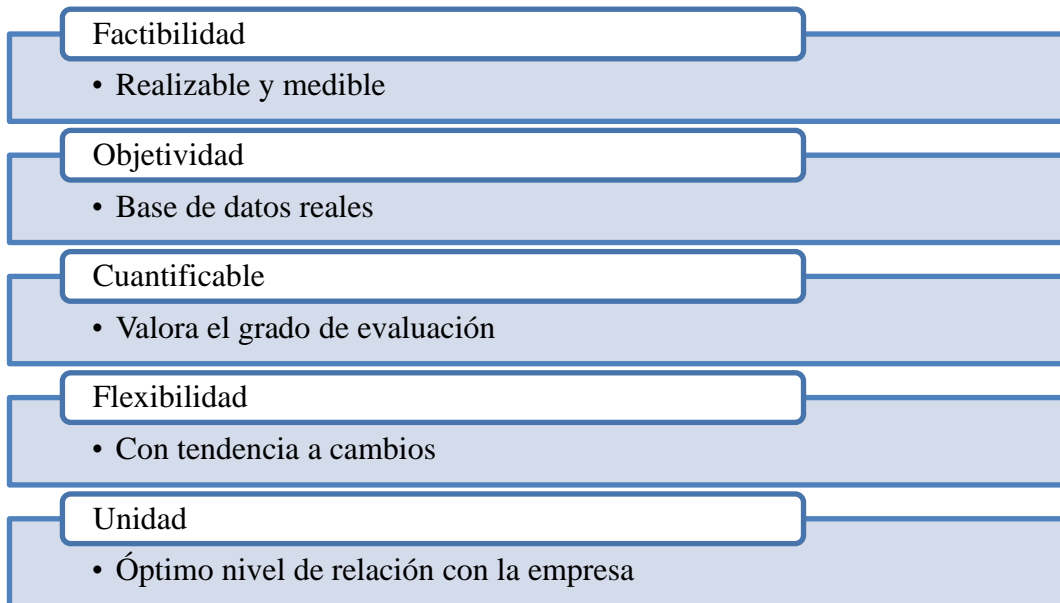 Factibilidad
• Realizable y medible
Objetividad
• Base de datos reales
Cuantificable
• Valora el grado de evaluación
Flexibilidad
• Con tendencia a cambios
Unidad
• Óptimo nivel de relación con la empresa